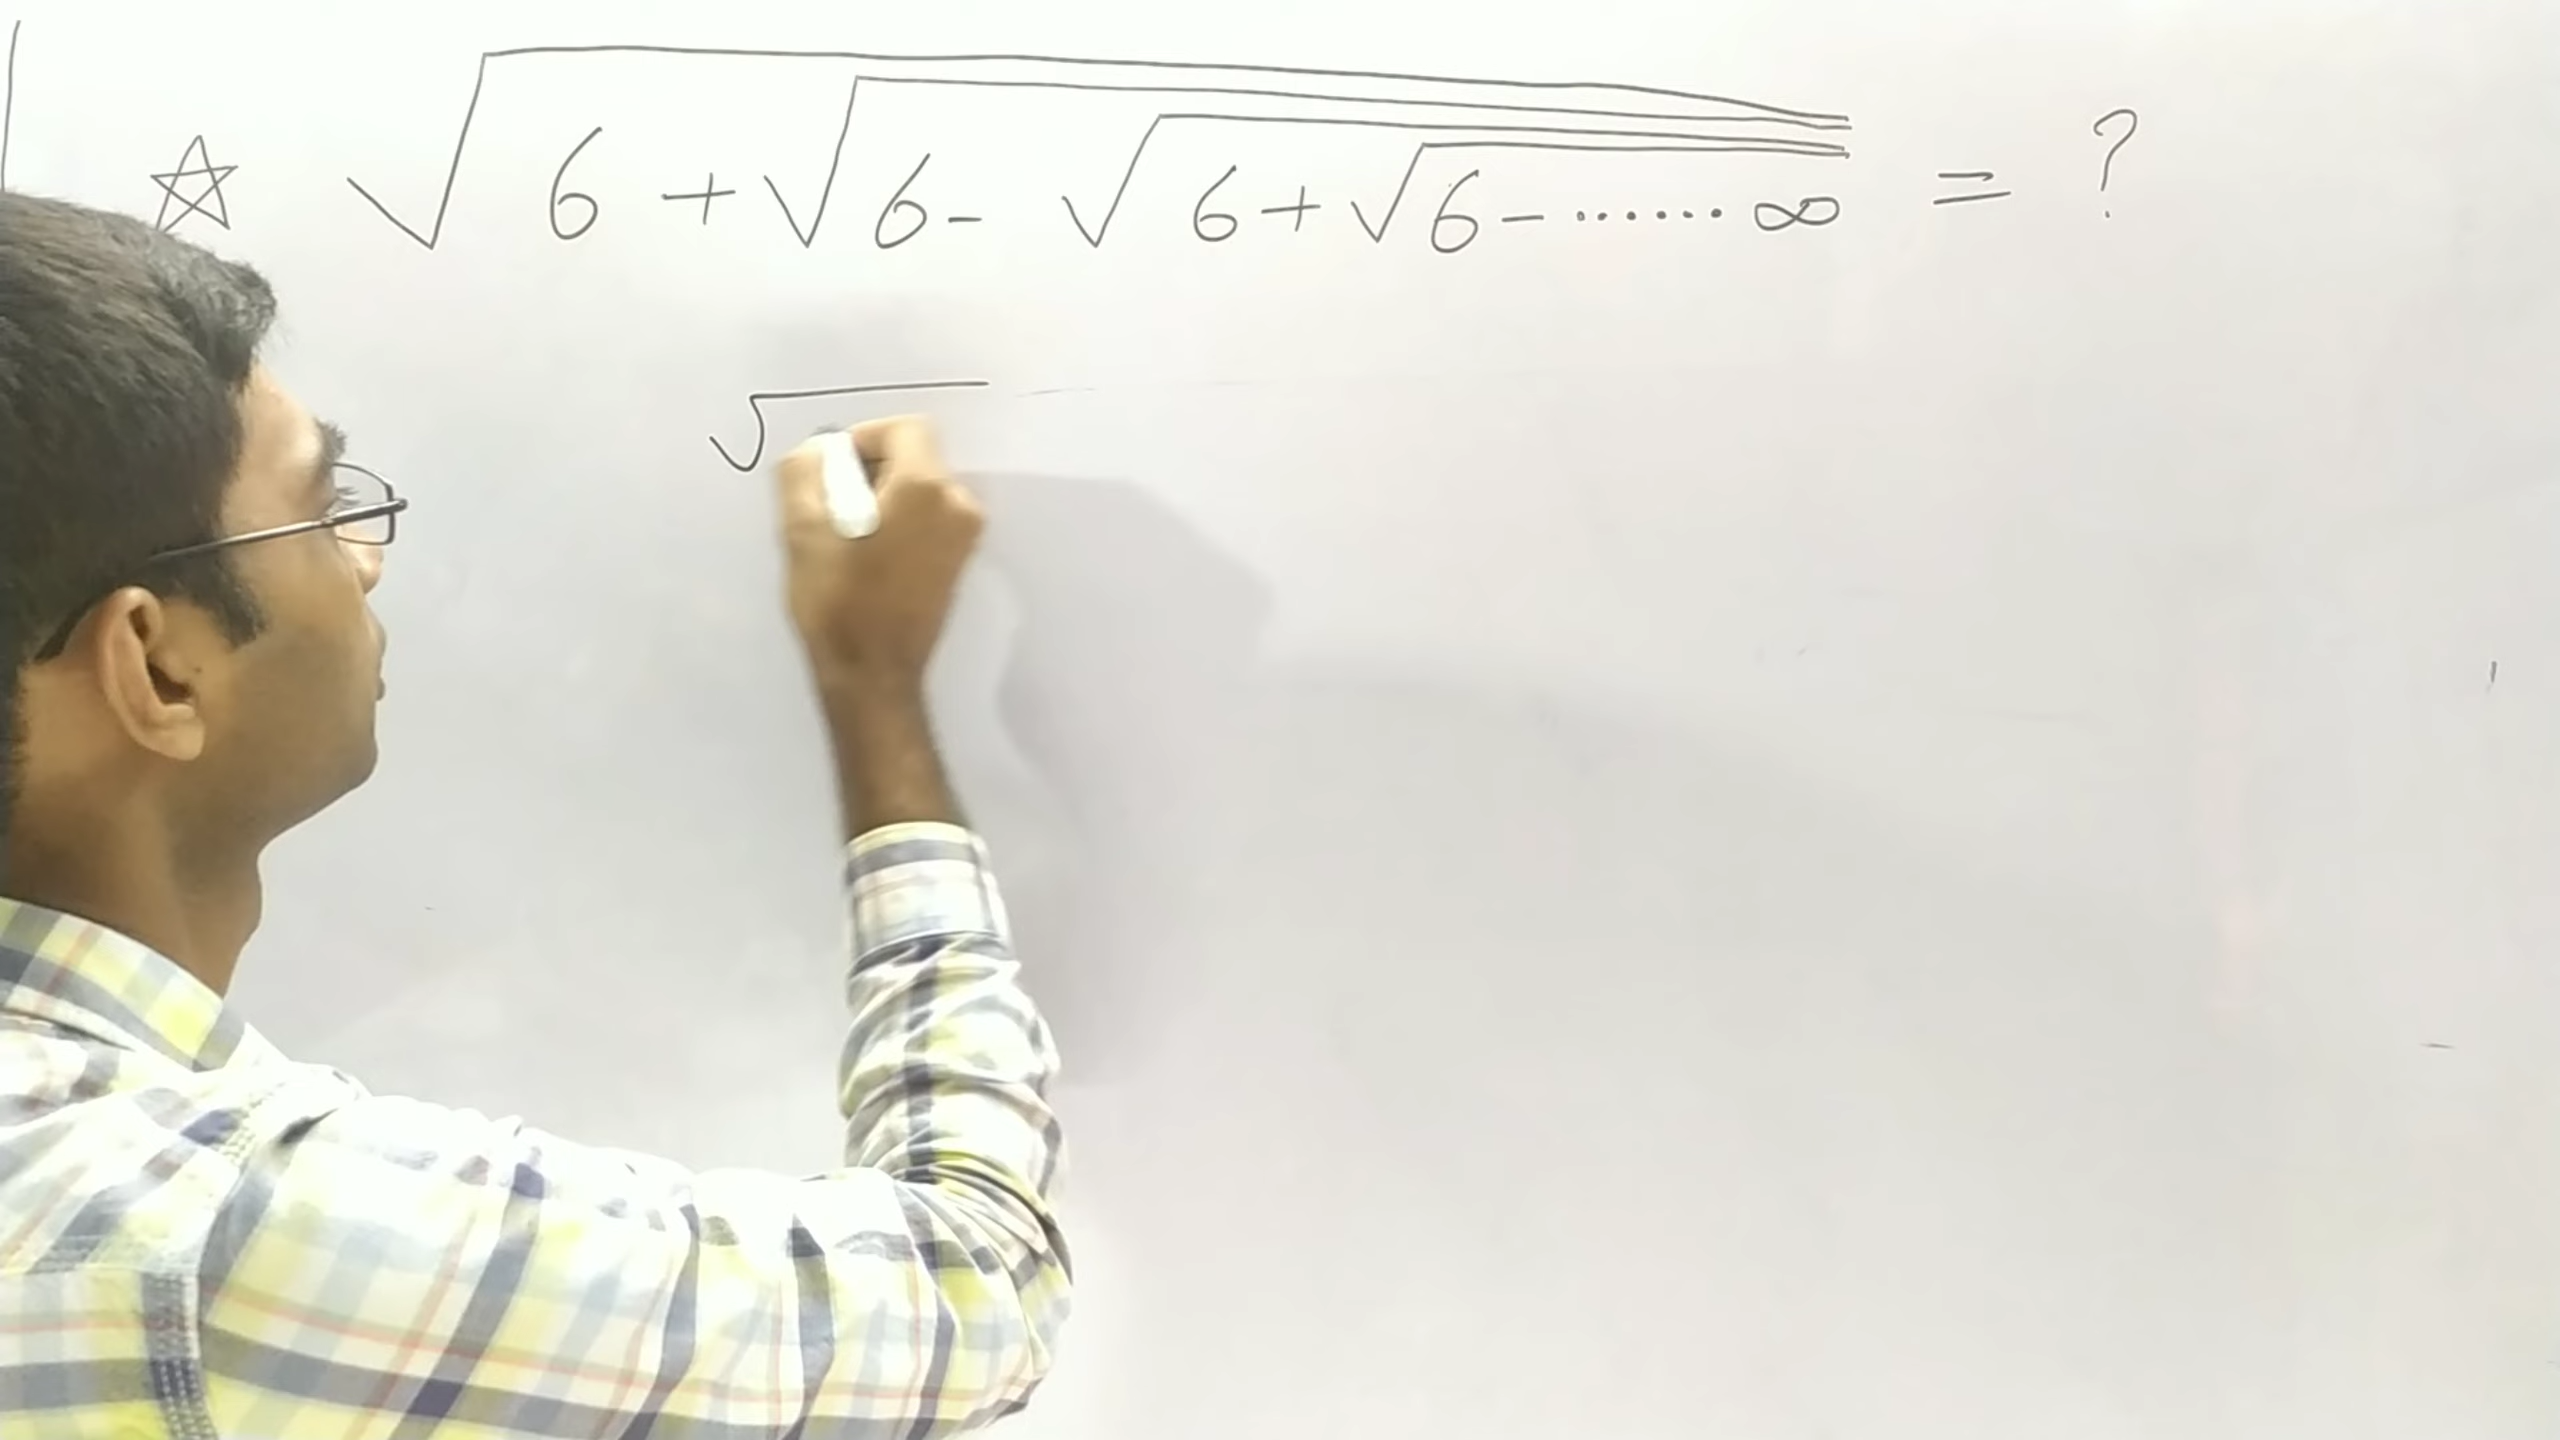 ☆ √6 + √6 - √6 + √6 - ...... ∞ = ?
√